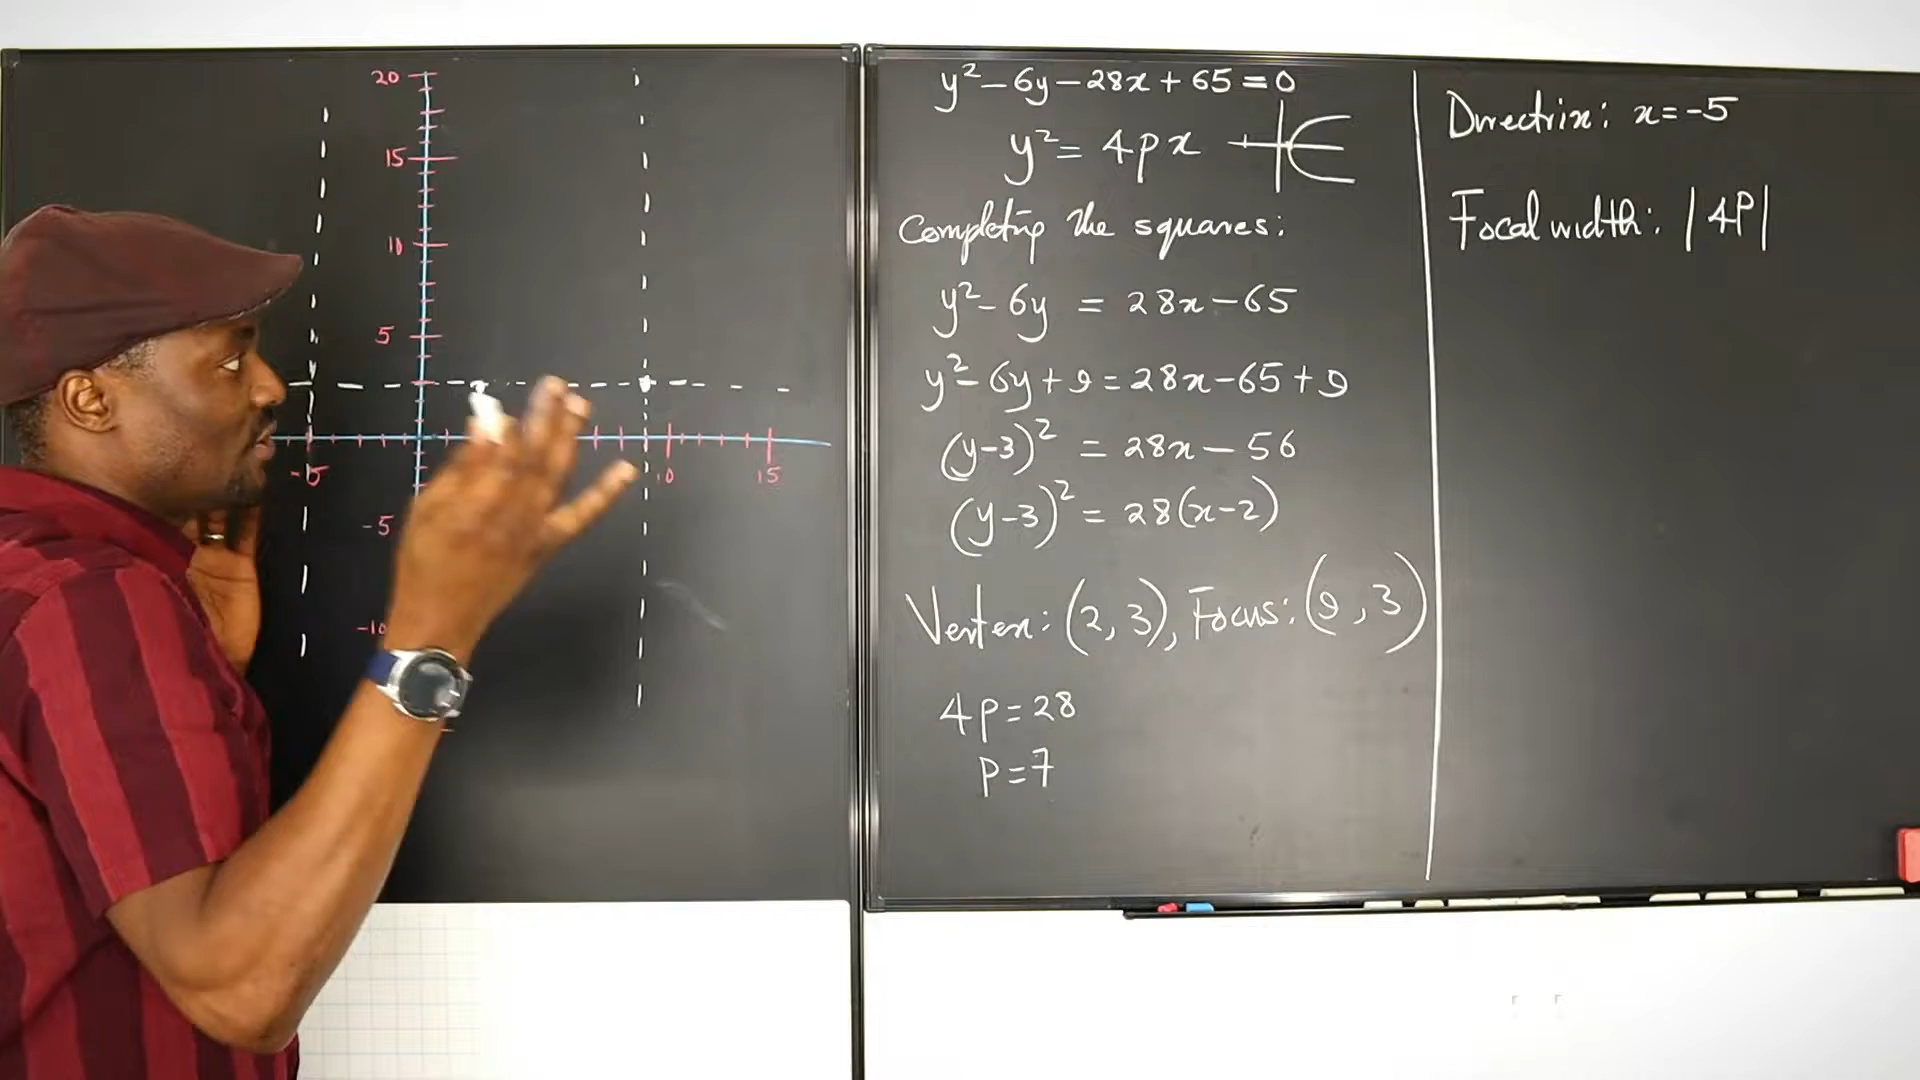 20
15
10
5
-5
10
15
-5
-10
y² - 6y - 28x + 65 = 0
y² = 4px
Completing the squares:
y² - 6y = 28x - 65
y² - 6y + 9 = 28x - 65 + 9
(y-3)² = 28x - 56
(y-3)² = 28(x-2)
Vertex: (2, 3), Focus: (9, 3)
4p = 28
P = 7
Directrix: x = -5
Focal width: |4P|